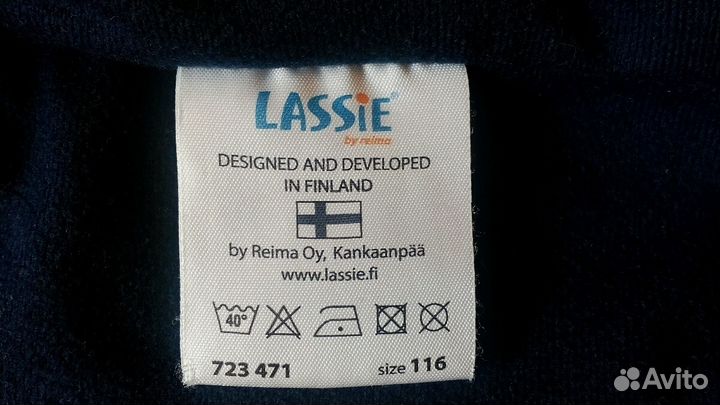 LASSiE®
by reima
DESIGNED AND DEVELOPED
IN FINLAND
by Reima Oy, Kankaanpää
www.lassie.fi
40°
723 471 size 116
Avito